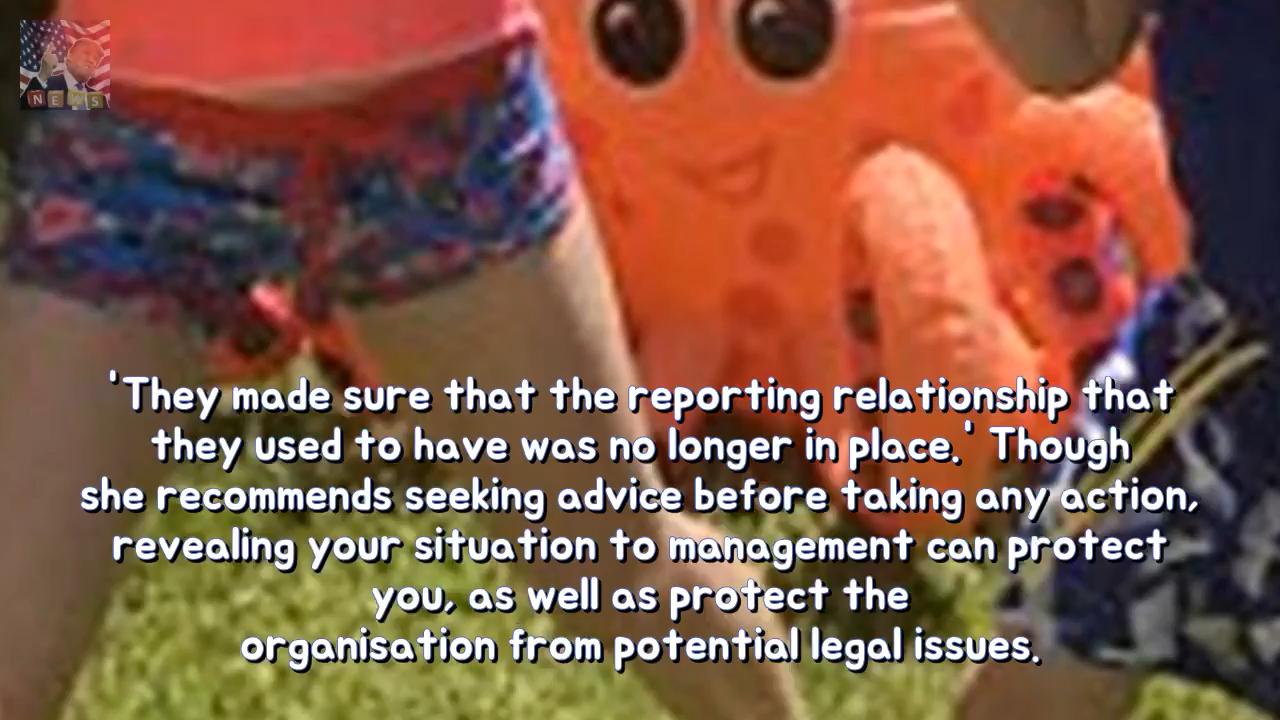 NEWS
'They made sure that the reporting relationship that
they used to have was no longer in place.' Though
she recommends seeking advice before taking any action,
revealing your situation to management can protect
you, as well as protect the
organisation from potential legal issues.